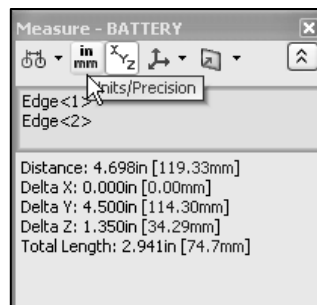 Measure - BATTERY
in
mm
XYZ
Units/Precision
Edge<1>
Edge<2>
Distance: 4.698in [119.33mm]
Delta X: 0.000in [0.00mm]
Delta Y: 4.500in [114.30mm]
Delta Z: 1.350in [34.29mm]
Total Length: 2.941in [74.7mm]